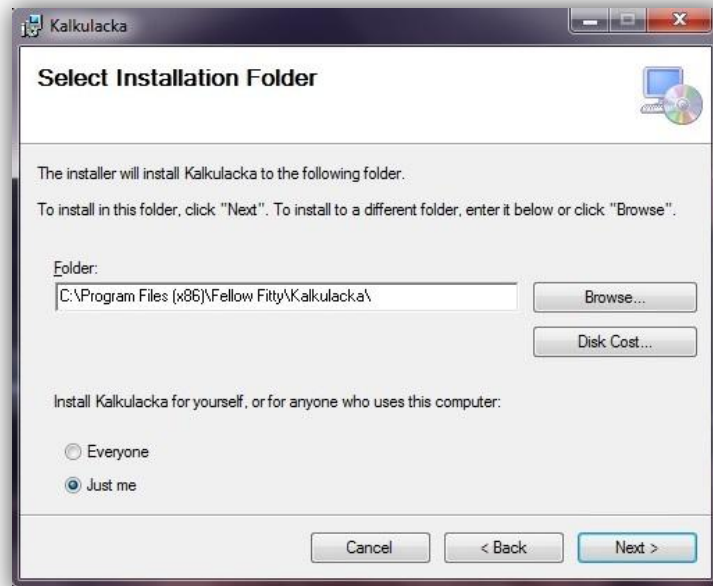 Kalkulacka
Select Installation Folder
The installer will install Kalkulacka to the following folder.
To install in this folder, click "Next". To install to a different folder, enter it below or click "Browse".
Folder:
C:\Program Files (x86)\Fellow Fitty\Kalkulacka\
Browse...
Disk Cost...
Install Kalkulacka for yourself, or for anyone who uses this computer:
Everyone
Just me
Cancel
< Back
Next >